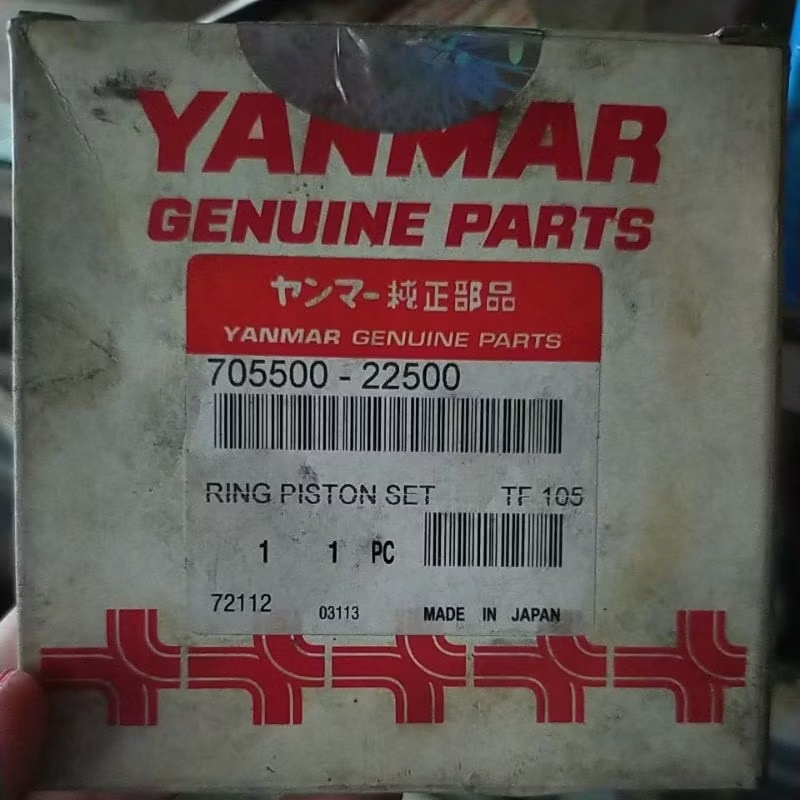 YANMAR
GENUINE PARTS
ヤンマー純正部品
YANMAR GENUINE PARTS
705500 - 22500
RING PISTON SET TF 105
1 1 PC
72112 03113 MADE IN JAPAN